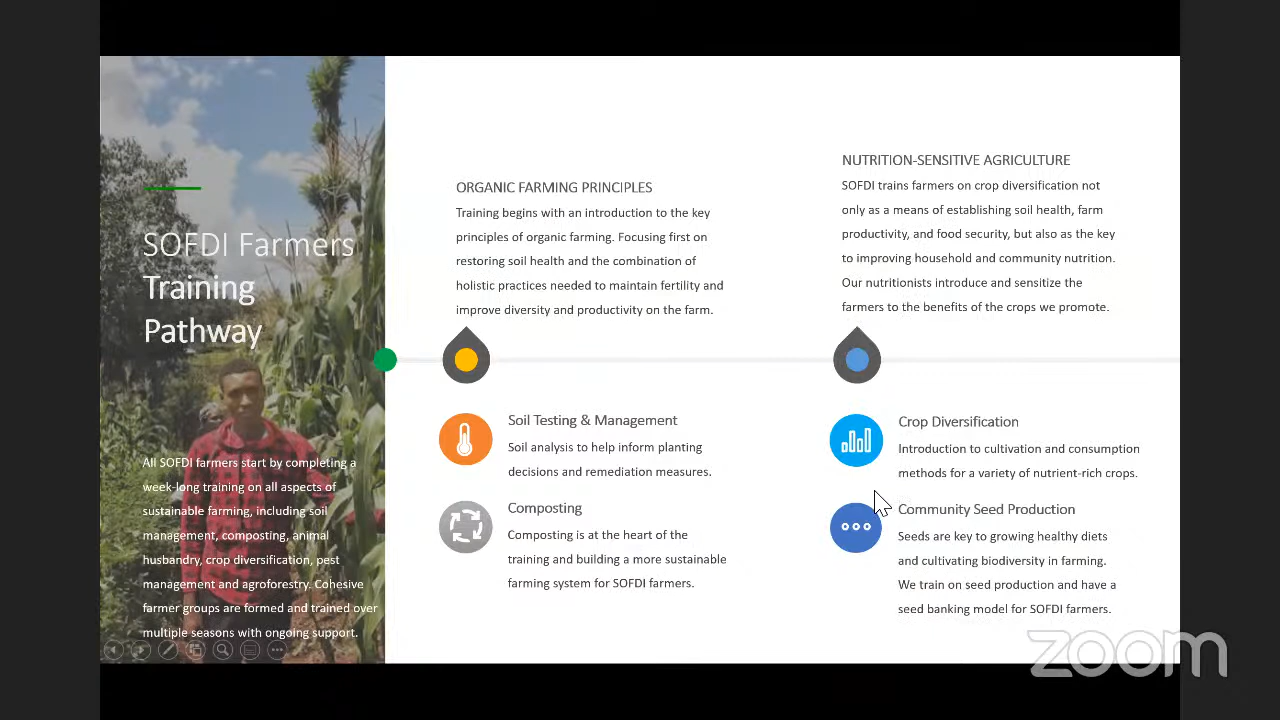 SOFDI Farmers
Training
Pathway
All SOFDI farmers start by completing a
week-long training on all aspects of
sustainable farming, including soil
management, composting, animal
husbandry, crop diversification, pest
management and agroforestry. Cohesive
farmer groups are formed and trained over
multiple seasons with ongoing support.
ORGANIC FARMING PRINCIPLES
Training begins with an introduction to the key
principles of organic farming. Focusing first on
restoring soil health and the combination of
holistic practices needed to maintain fertility and
improve diversity and productivity on the farm.
Soil Testing & Management
Soil analysis to help inform planting
decisions and remediation measures.
Composting
Composting is at the heart of the
training and building a more sustainable
farming system for SOFDI farmers.
NUTRITION-SENSITIVE AGRICULTURE
SOFDI trains farmers on crop diversification not
only as a means of establishing soil health, farm
productivity, and food security, but also as the key
to improving household and community nutrition.
Our nutritionists introduce and sensitize the
farmers to the benefits of the crops we promote.
Crop Diversification
Introduction to cultivation and consumption
methods for a variety of nutrient-rich crops.
Community Seed Production
Seeds are key to growing healthy diets
and cultivating biodiversity in farming.
We train on seed production and have a
seed banking model for SOFDI farmers.
zoom